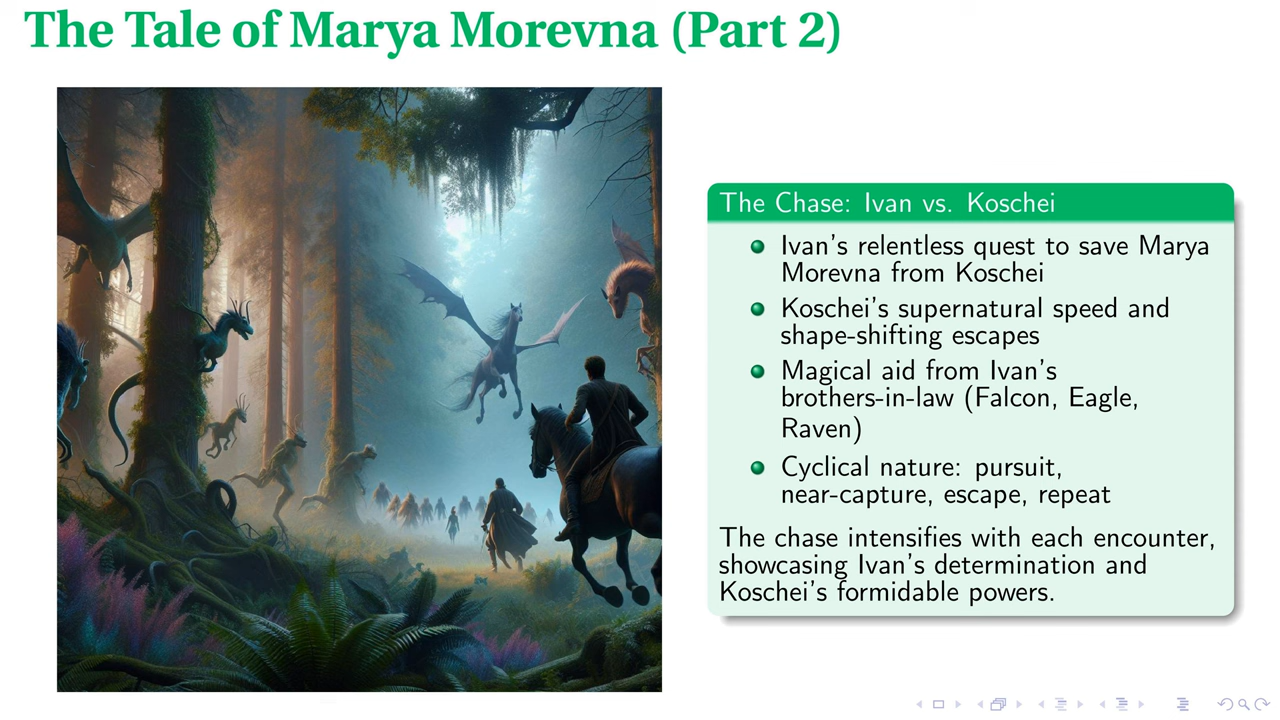 The Tale of Marya Morevna (Part 2)
The Chase: Ivan vs. Koschei
Ivan's relentless quest to save Marya
Morevna from Koschei
Koschei's supernatural speed and
shape-shifting escapes
Magical aid from Ivan's
brothers-in-law (Falcon, Eagle,
Raven)
Cyclical nature: pursuit,
near-capture, escape, repeat
The chase intensifies with each encounter,
showcasing Ivan's determination and
Koschei's formidable powers.